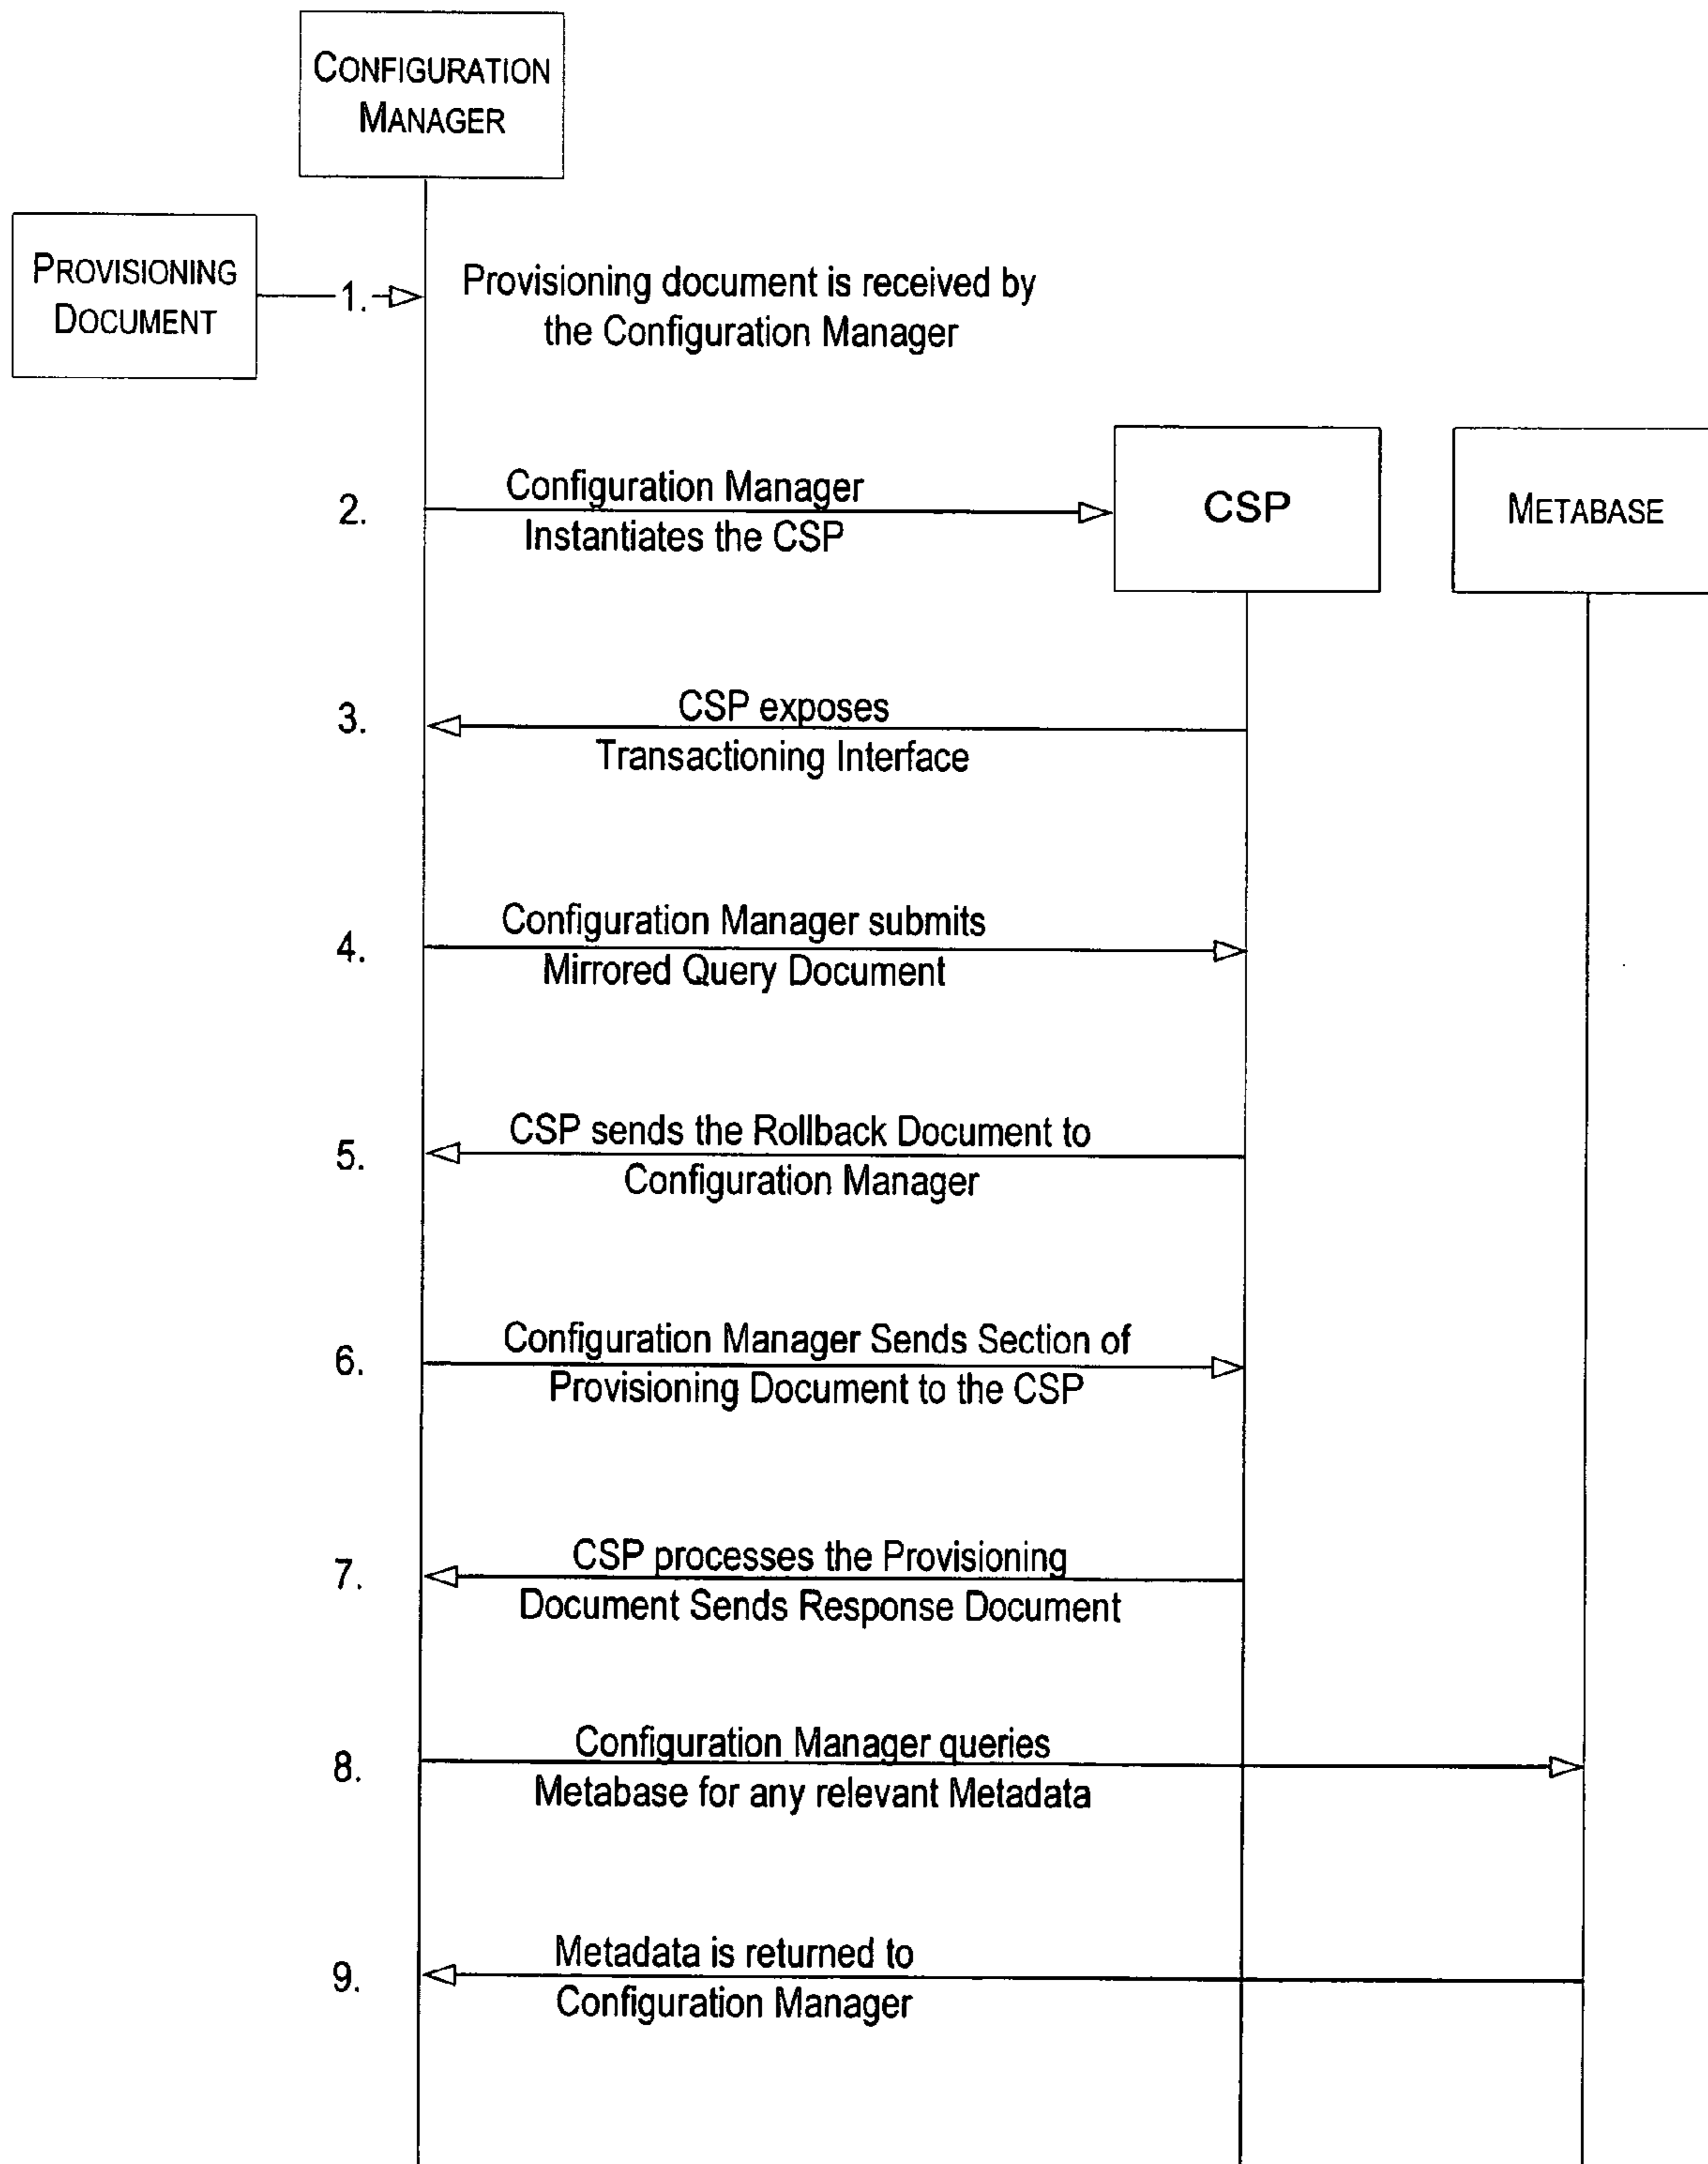 CONFIGURATION
MANAGER
PROVISIONING
DOCUMENT
1.
Provisioning document is received by
the Configuration Manager
CSP
METABASE
2.
Configuration Manager
Instantiates the CSP
3.
CSP exposes
Transactioning Interface
4.
Configuration Manager submits
Mirrored Query Document
5.
CSP sends the Rollback Document to
Configuration Manager
6.
Configuration Manager Sends Section of
Provisioning Document to the CSP
7.
CSP processes the Provisioning
Document Sends Response Document
8.
Configuration Manager queries
Metabase for any relevant Metadata
9.
Metadata is returned to
Configuration Manager